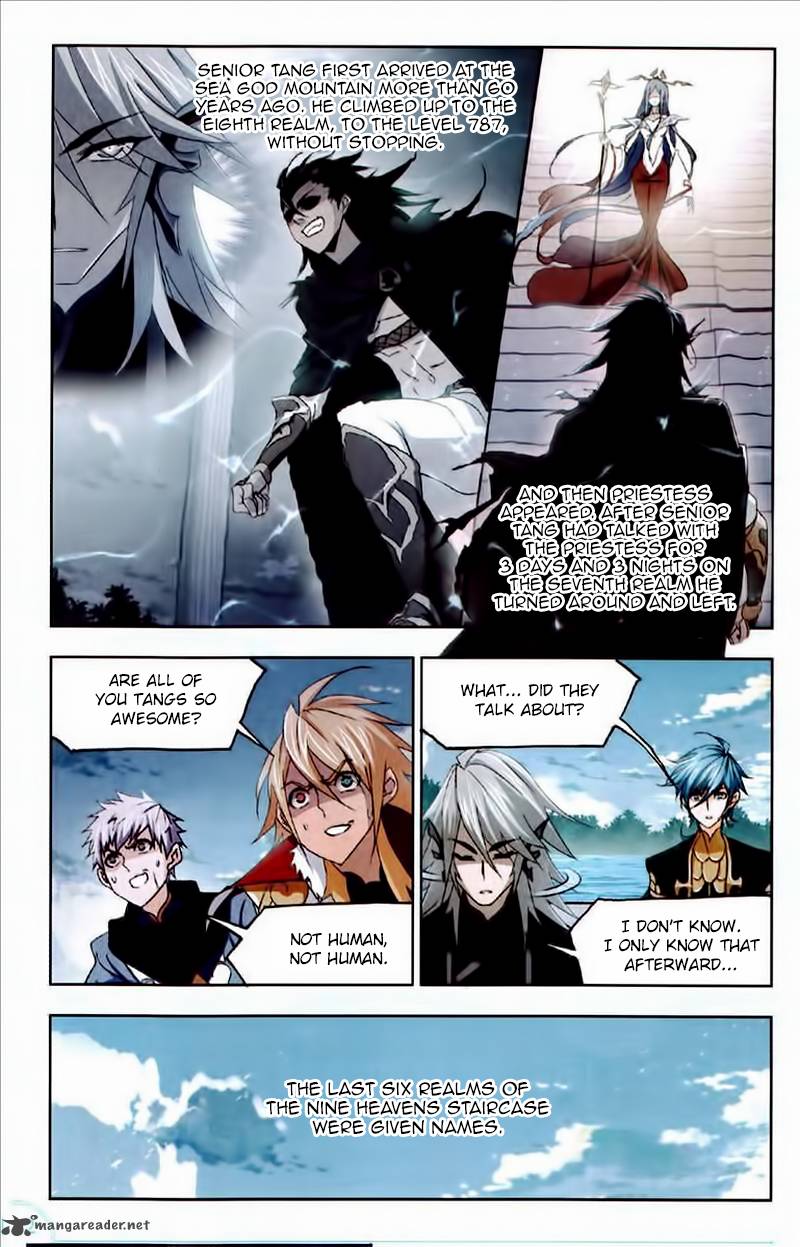 SENIOR TANG FIRST ARRIVED AT THE
SEA GOD MOUNTAIN MORE THAN 60
YEARS AGO. HE CLIMBED UP TO THE
EIGHTH REALM, TO THE LEVEL 787,
WITHOUT STOPPING.
AND THEN PRIESTESS
APPEARED. AFTER SENIOR
TANG HAD TALKED WITH
THE PRIESTESS FOR
3 DAYS AND 3 NIGHTS ON
THE SEVENTH REALM HE
TURNED AROUND AND LEFT.
ARE ALL OF
YOU TANGS SO
AWESOME?
NOT HUMAN,
NOT HUMAN.
WHAT... DID THEY
TALK ABOUT?
I DON'T KNOW.
I ONLY KNOW THAT
AFTERWARD...
THE LAST SIX REALMS OF
THE NINE HEAVENS STAIRCASE
WERE GIVEN NAMES.
mangareader.net